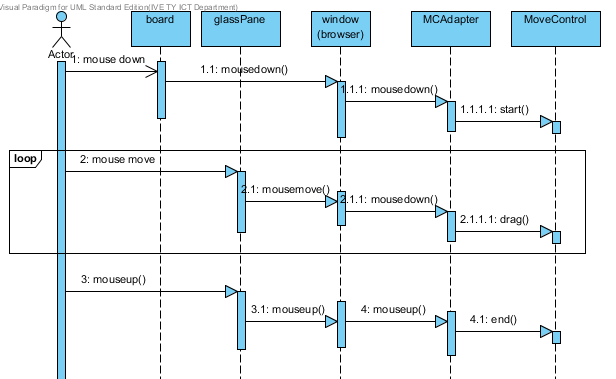 Visual Paradigm for UML Standard Edition(IVE TY ICT Department)
board
glassPane
window
(browser)
MCAdapter
MoveControl
Actor
1: mouse down
1.1: mousedown()
1.1.1: mousedown()
1.1.1.1: start()
loop
2: mouse move
2.1: mousemove()
2.1.1: mousedown()
2.1.1.1: drag()
3: mouseup()
3.1: mouseup()
4: mouseup()
4.1: end()